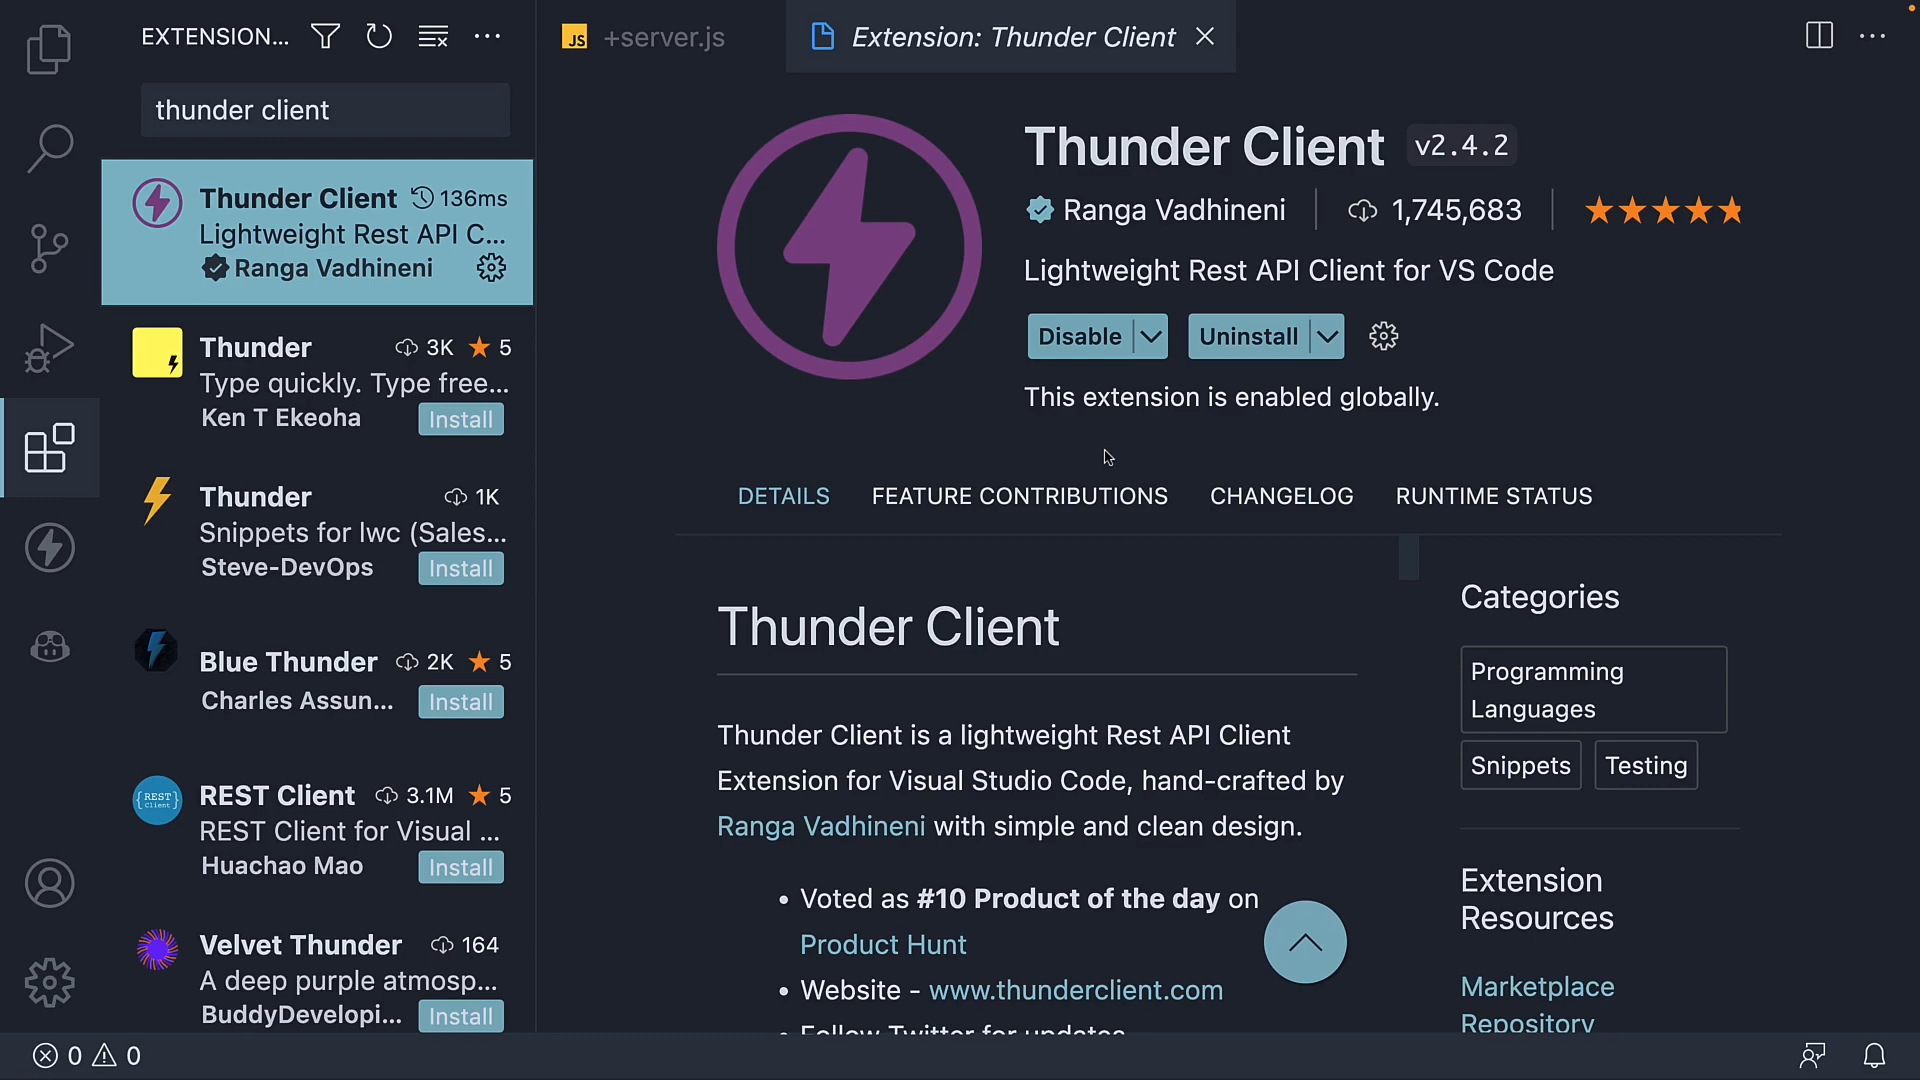 EXTENSION...
thunder client
Thunder Client 136ms
Lightweight Rest API C...
Ranga Vadhineni
Thunder 3K 5
Type quickly. Type free...
Ken T Ekeoha Install
Thunder 1K
Snippets for lwc (Sales...
Steve-DevOps Install
Blue Thunder 2K 5
Charles Assun... Install
{REST}
Client
REST Client 3.1M 5
REST Client for Visual ...
Huachao Mao Install
Velvet Thunder 164
A deep purple atmosp...
BuddyDevelopi... Install
JS +server.js
Extension: Thunder Client
Thunder Client v2.4.2
Ranga Vadhineni 1,745,683
Lightweight Rest API Client for VS Code
Disable Uninstall
This extension is enabled globally.
DETAILS FEATURE CONTRIBUTIONS CHANGELOG RUNTIME STATUS
Thunder Client
Thunder Client is a lightweight Rest API Client
Extension for Visual Studio Code, hand-crafted by
Ranga Vadhineni with simple and clean design.
• Voted as #10 Product of the day on
Product Hunt
• Website - www.thunderclient.com
• Follow Twitter for updates
Categories
Programming
Languages
Snippets Testing
Extension
Resources
Marketplace
Repository
0 0